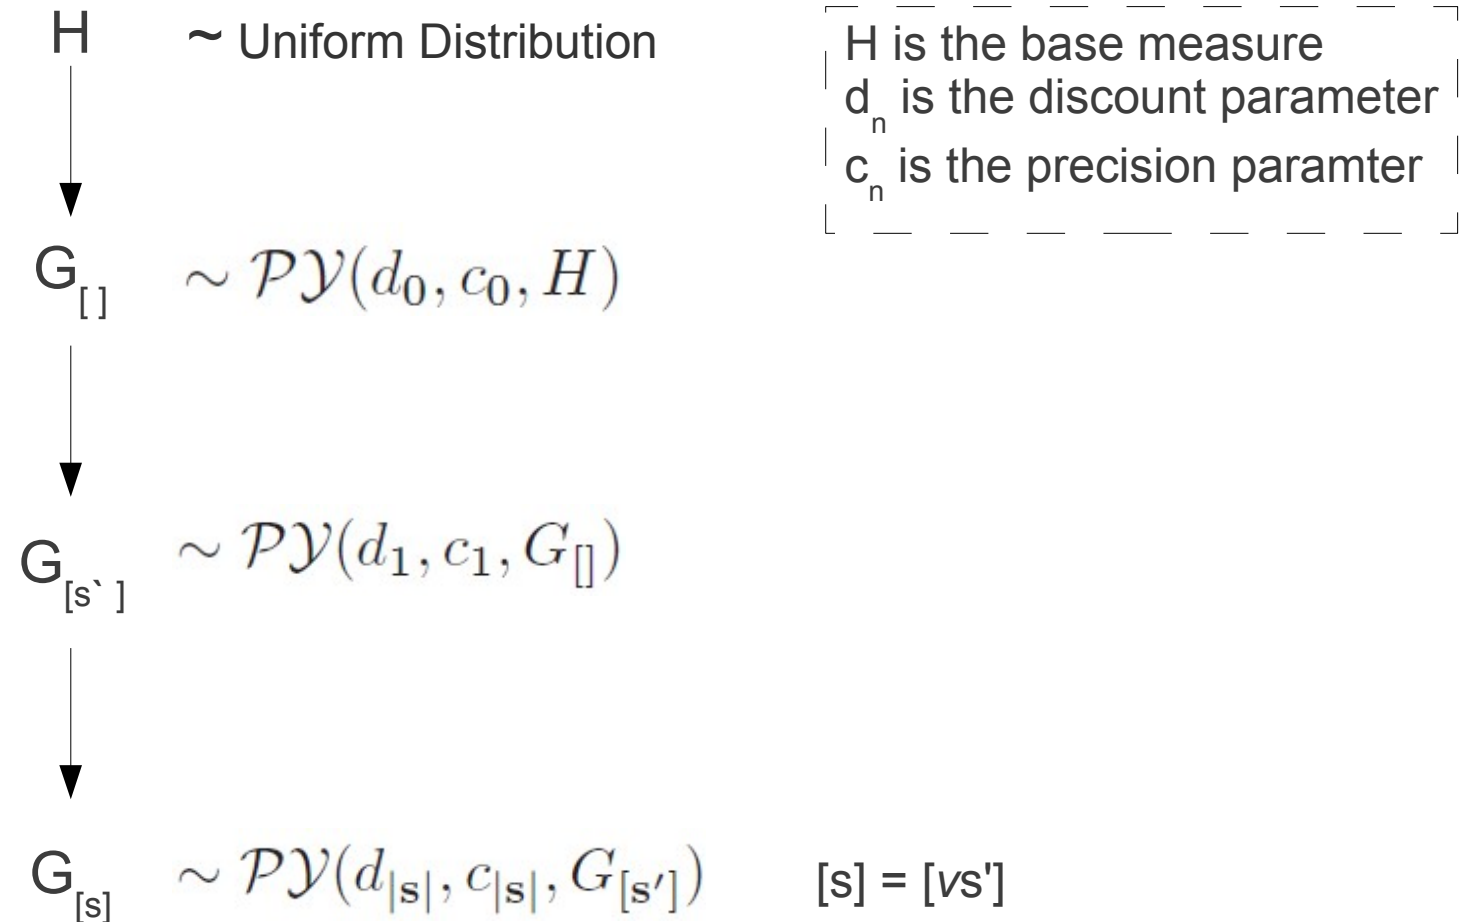 H ~ Uniform Distribution
H is the base measure
d_n is the discount parameter
c_n is the precision paramter
G_[ ] ∼ 𝒫𝒴(d_0, c_0, H)
G_[s` ] ∼ 𝒫𝒴(d_1, c_1, G_[])
G_[s] ∼ 𝒫𝒴(d_|s|, c_|s|, G_[s′]) [s] = [vs']